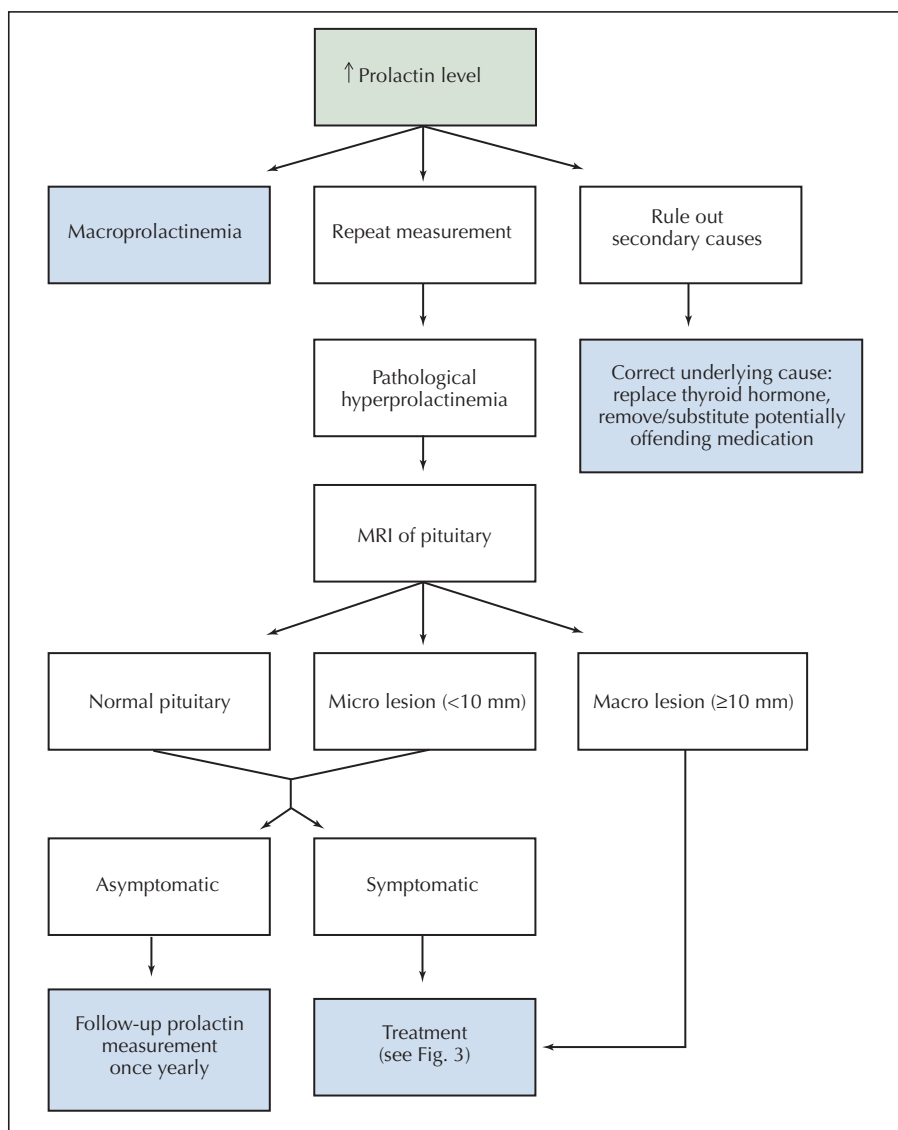 ↑ Prolactin level
Macroprolactinemia
Repeat measurement
Rule out
secondary causes
Pathological
hyperprolactinemia
Correct underlying cause:
replace thyroid hormone,
remove/substitute potentially
offending medication
MRI of pituitary
Normal pituitary
Micro lesion (<10 mm)
Macro lesion (≥10 mm)
Asymptomatic
Symptomatic
Follow-up prolactin
measurement
once yearly
Treatment
(see Fig. 3)